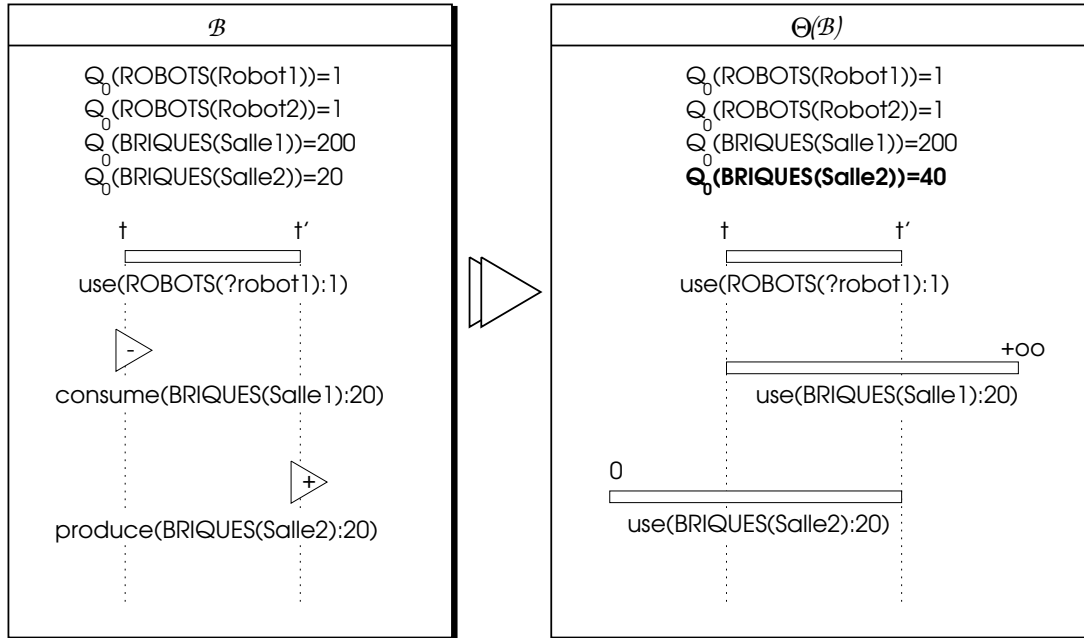 ℬ
Q₀(ROBOTS(Robot1))=1
Q₀(ROBOTS(Robot2))=1
Q₀(BRIQUES(Salle1))=200
Q₀(BRIQUES(Salle2))=20
t t’
use(ROBOTS(?robot1):1)
-
consume(BRIQUES(Salle1):20)
+
produce(BRIQUES(Salle2):20)
Θ(ℬ)
Q₀(ROBOTS(Robot1))=1
Q₀(ROBOTS(Robot2))=1
Q₀(BRIQUES(Salle1))=200
Q₀(BRIQUES(Salle2))=40
t t’
use(ROBOTS(?robot1):1)
+oo
use(BRIQUES(Salle1):20)
0
use(BRIQUES(Salle2):20)